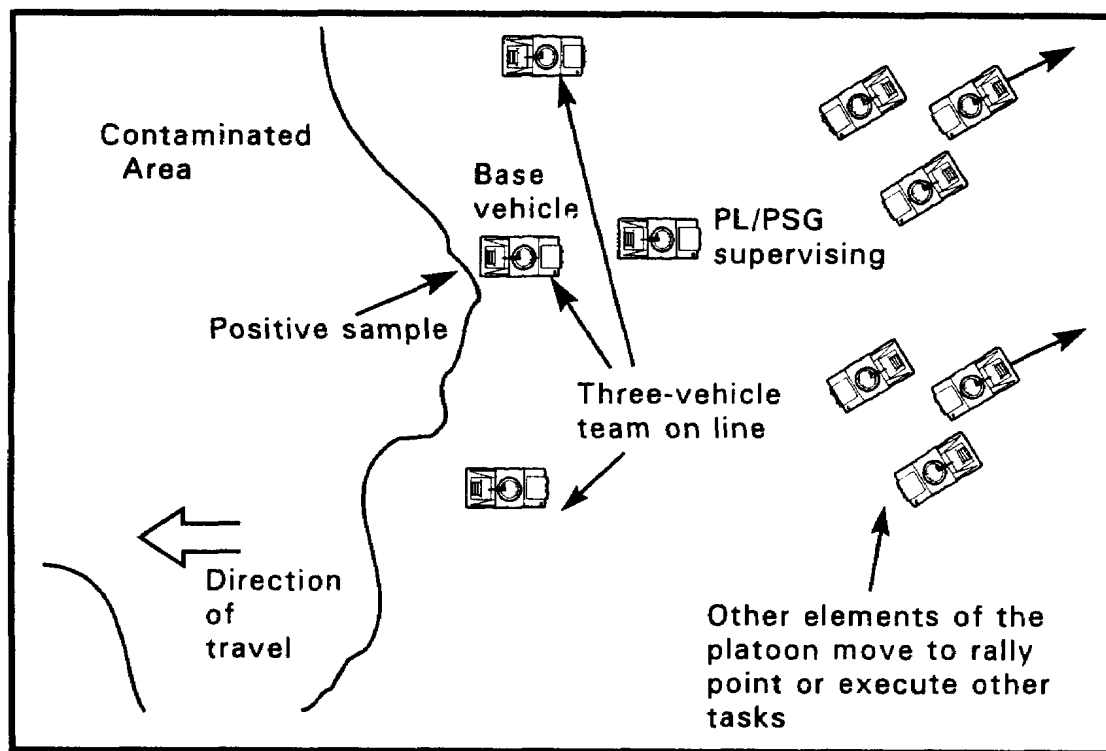 Contaminated
Area
Base
vehicle
PL/PSG
supervising
Positive sample
Three-vehicle
team on line
Direction
of
travel
Other elements of the
platoon move to rally
point or execute other
tasks